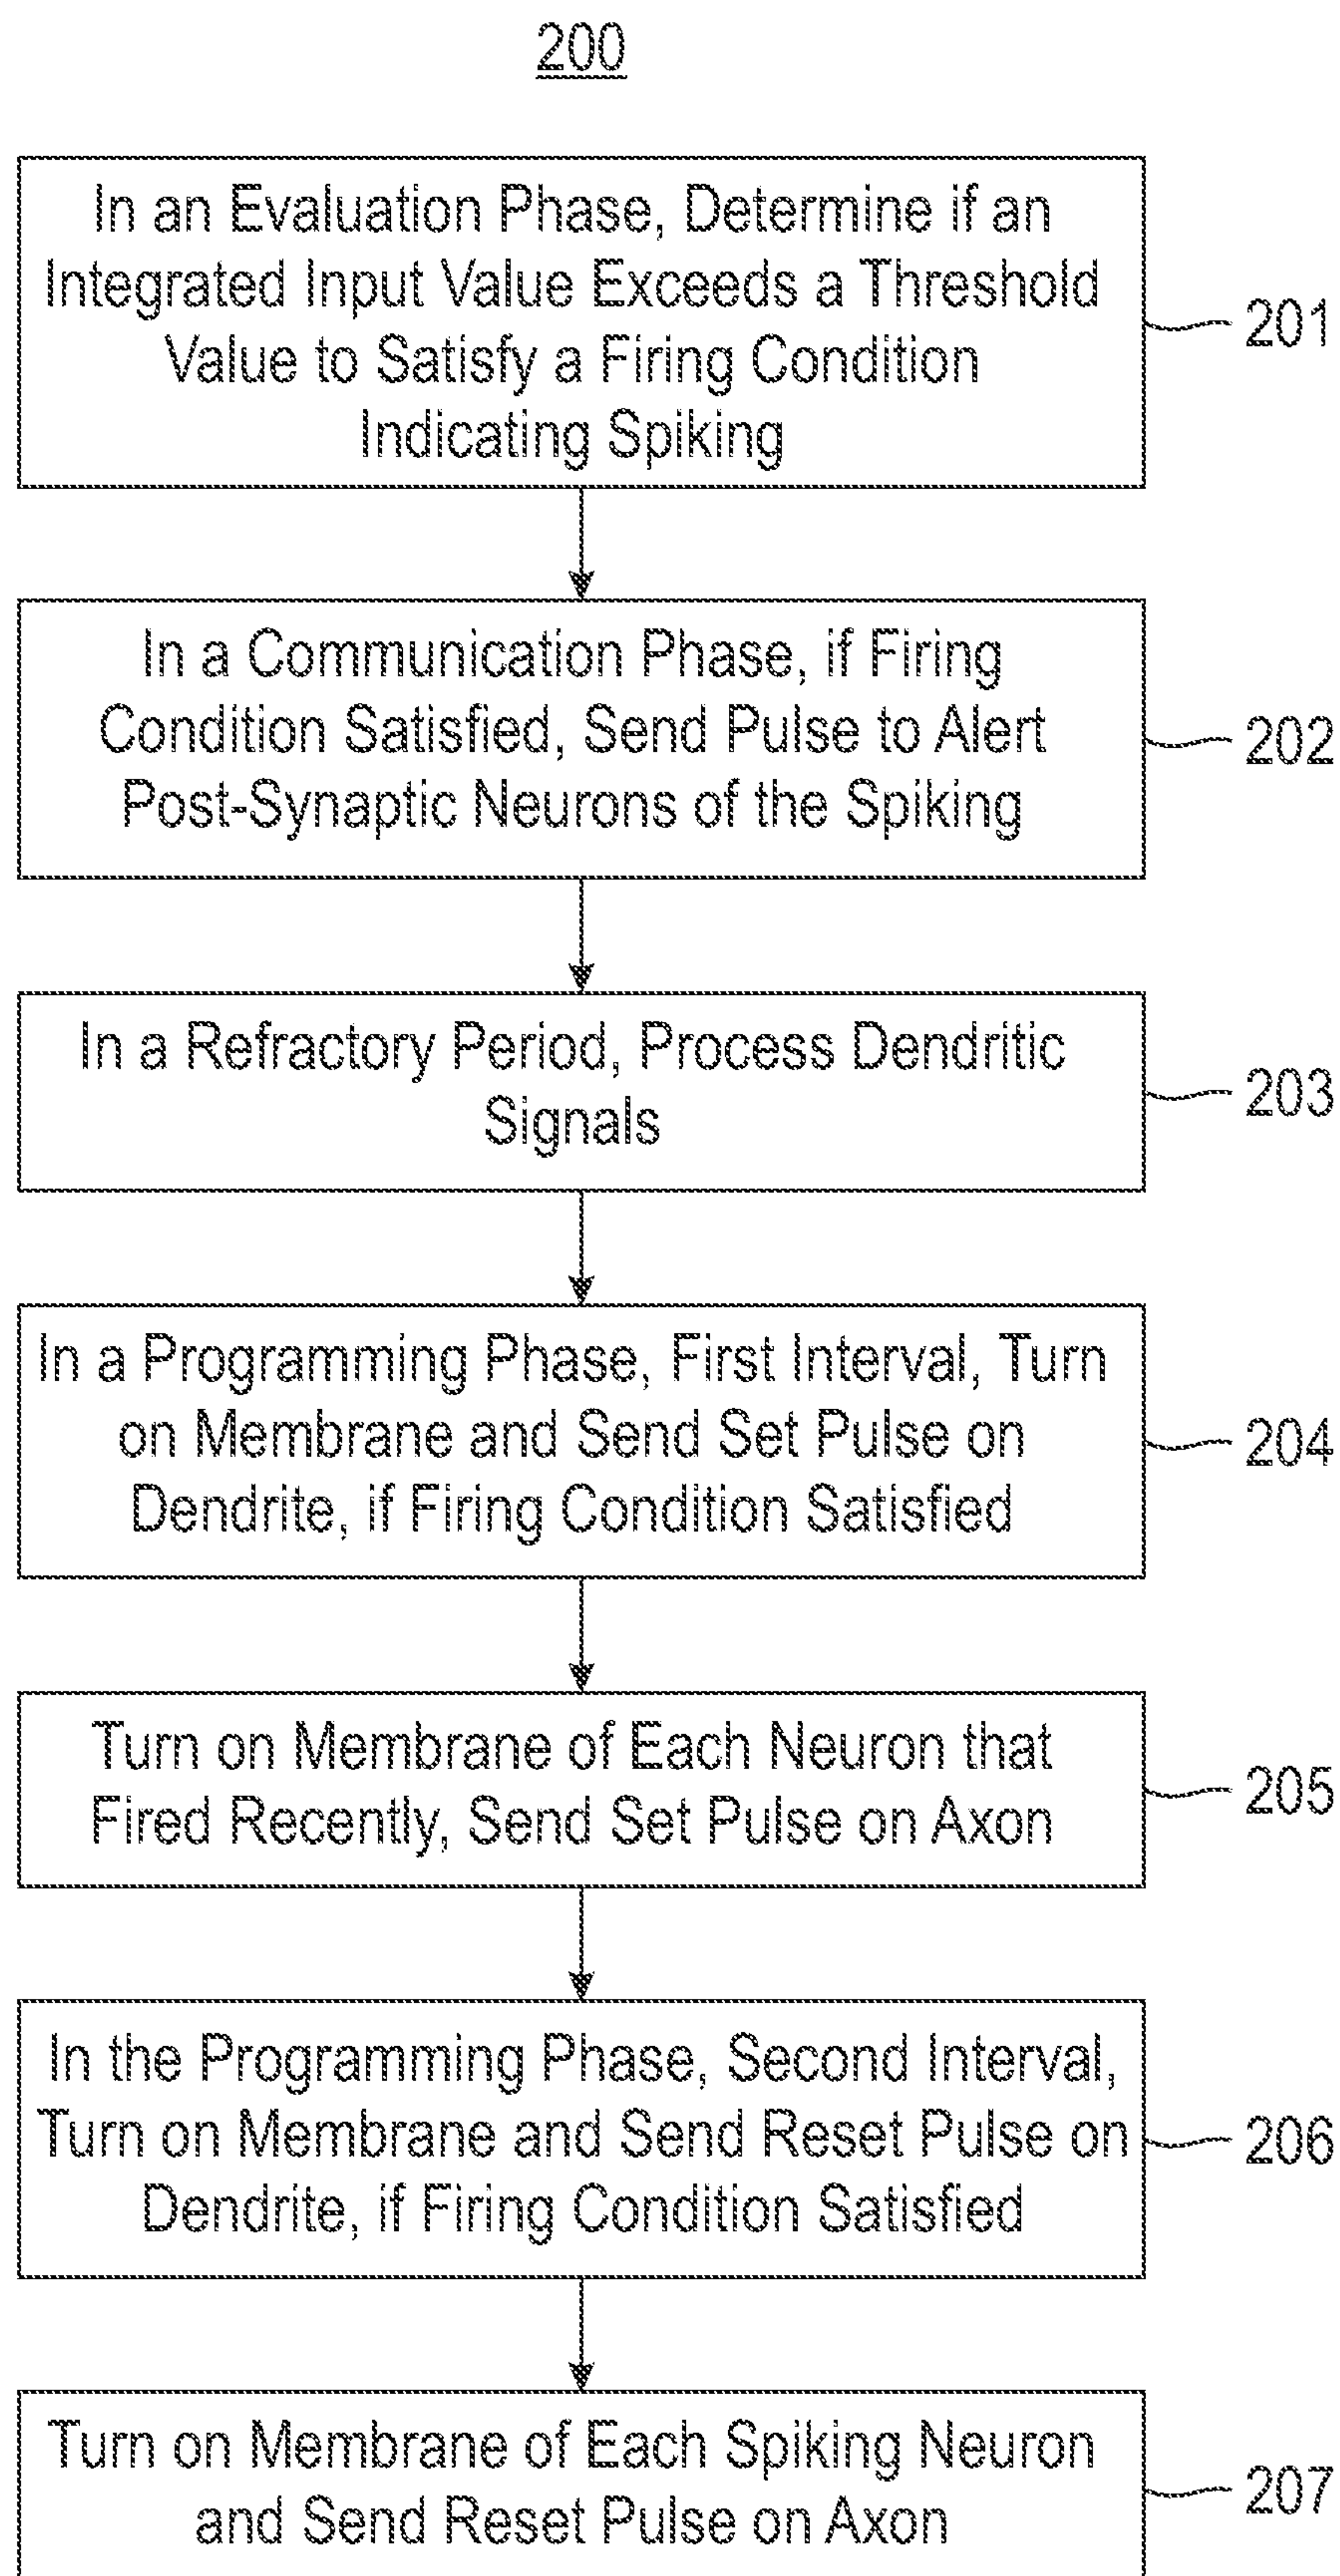 200
In an Evaluation Phase, Determine if an
Integrated Input Value Exceeds a Threshold
Value to Satisfy a Firing Condition
Indicating Spiking
201
In a Communication Phase, if Firing
Condition Satisfied, Send Pulse to Alert
Post-Synaptic Neurons of the Spiking
202
In a Refractory Period, Process Dendritic
Signals
203
In a Programming Phase, First Interval, Turn
on Membrane and Send Set Pulse on
Dendrite, if Firing Condition Satisfied
204
Turn on Membrane of Each Neuron that
Fired Recently, Send Set Pulse on Axon
205
In the Programming Phase, Second Interval,
Turn on Membrane and Send Reset Pulse on
Dendrite, if Firing Condition Satisfied
206
Turn on Membrane of Each Spiking Neuron
and Send Reset Pulse on Axon
207